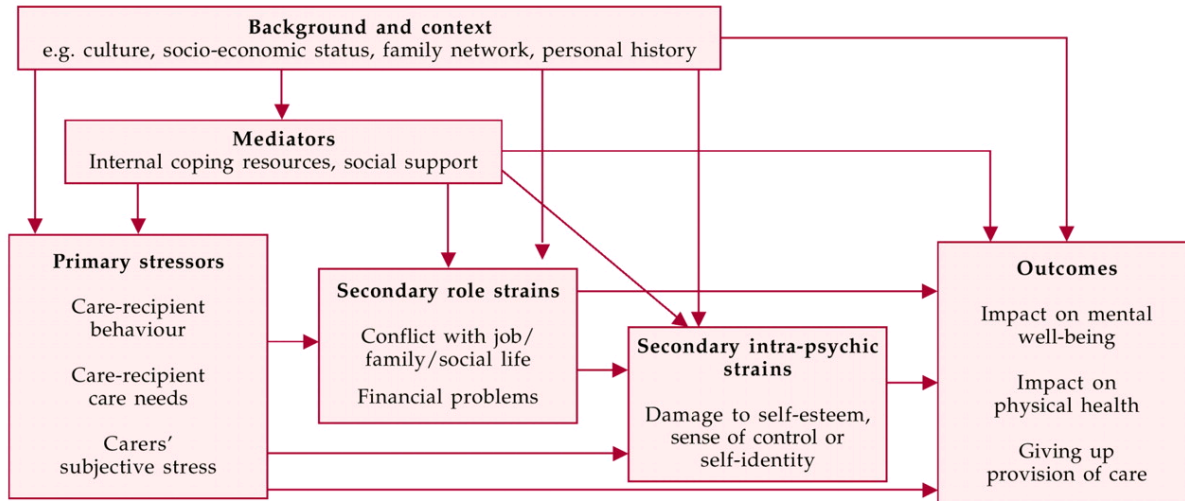 Background and context
e.g. culture, socio-economic status, family network, personal history
Mediators
Internal coping resources, social support
Primary stressors
Care-recipient
behaviour
Care-recipient
care needs
Carers’
subjective stress
Secondary role strains
Conflict with job/
family/social life
Financial problems
Secondary intra-psychic
strains
Damage to self-esteem,
sense of control or
self-identity
Outcomes
Impact on mental
well-being
Impact on
physical health
Giving up
provision of care